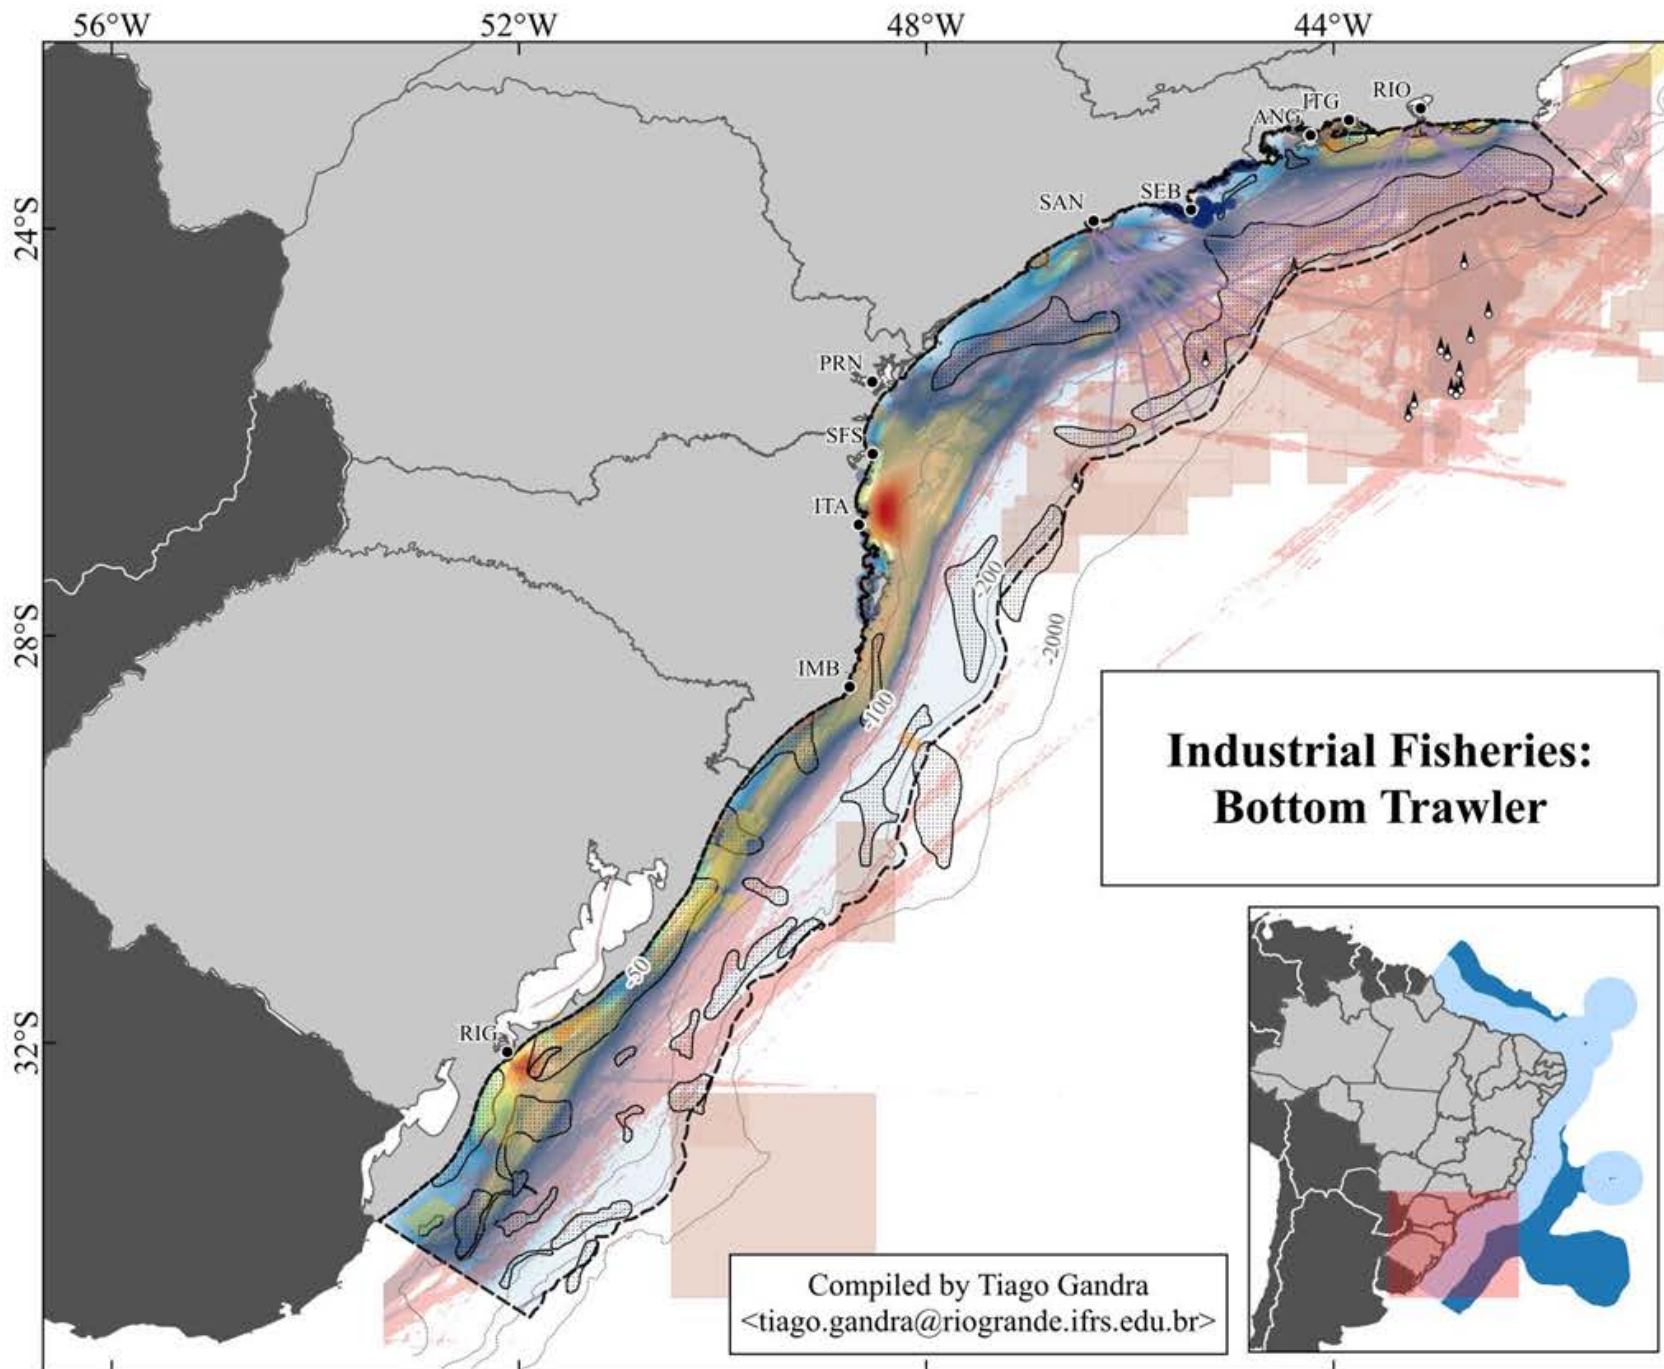 56°W 52°W 48°W 44°W
RIO
ITG
ANG
SEB
SAN
24°S
PRN
SFS
ITA
-200
28°S
-2000
IMB
-100
Industrial Fisheries:
Bottom Trawler
-50
32°S
RIG
Compiled by Tiago Gandra
<tiago.gandra@riogrande.ifrs.edu.br>